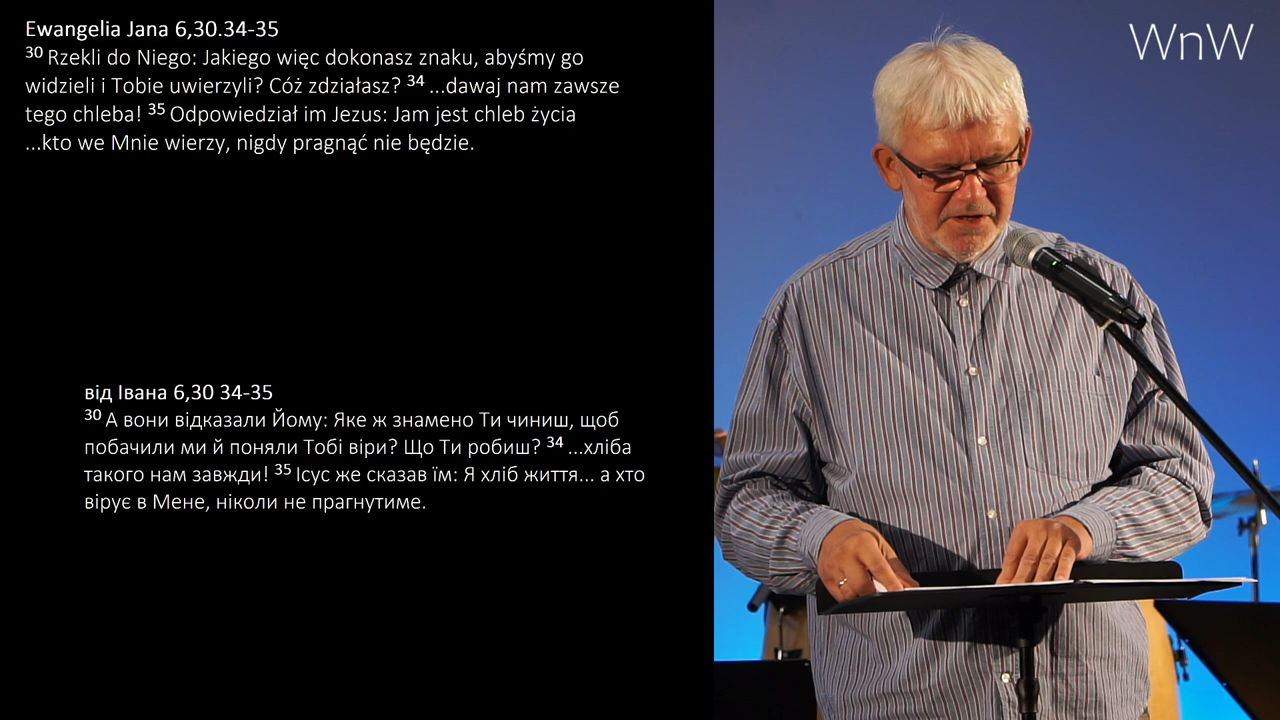 Ewangelia Jana 6,30.34-35
30 Rzekli do Niego: Jakiego więc dokonasz znaku, abyśmy go
widzieli i Tobie uwierzyli? Cóż zdziałasz? 34 ...dawaj nam zawsze
tego chleba! 35 Odpowiedział im Jezus: Jam jest chleb życia
...kto we Mnie wierzy, nigdy pragnąć nie będzie.
від Івана 6,30 34-35
30 А вони відказали Йому: Яке ж знамено Ти чиниш, щоб
побачили ми й поняли Тобі віри? Що Ти робиш? 34 ...хліба
такого нам завжди! 35 Ісус же сказав їм: Я хліб життя... а хто
вірує в Мене, ніколи не прагнутиме.
WnW